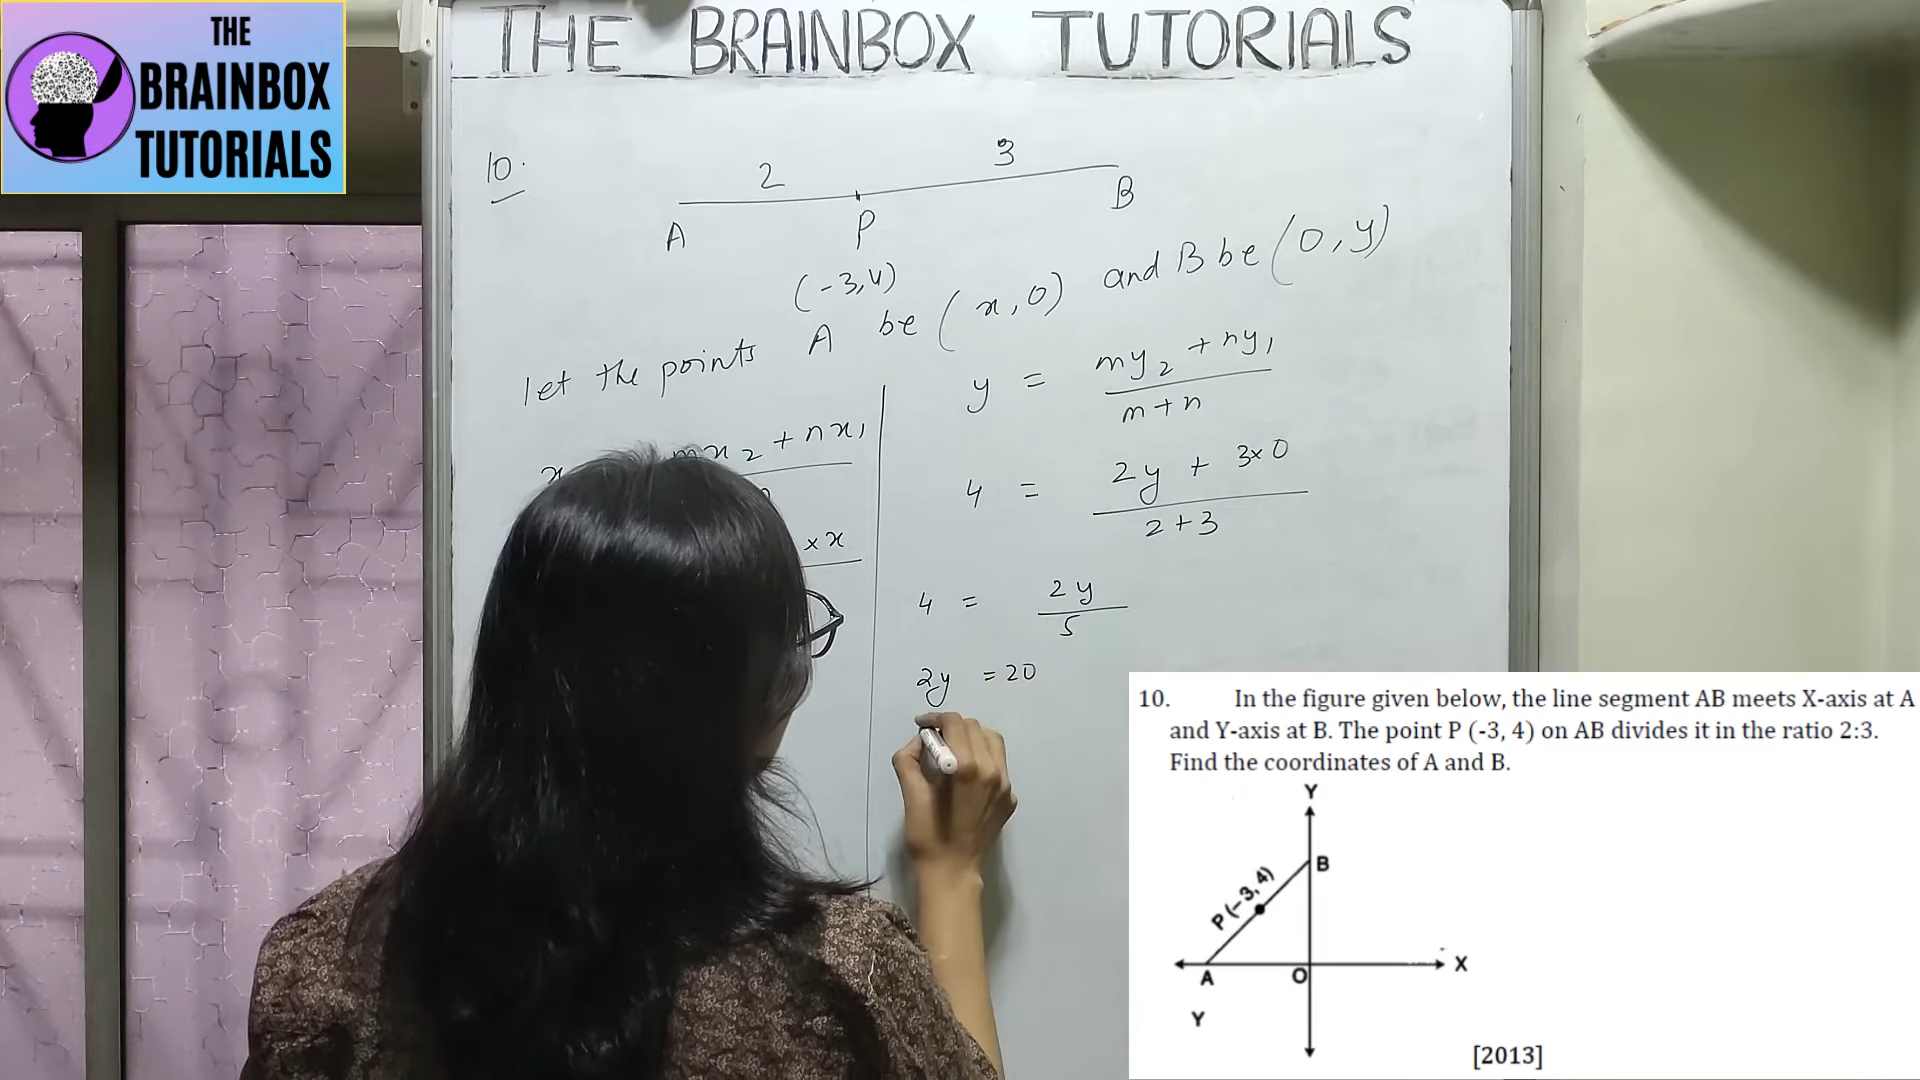 THE BRAINBOX TUTORIALS
THE
BRAINBOX
TUTORIALS
10.
2 3
A P B
(-3,4)
let the points A be (x, 0) and B be (0, y)
mx₂ + nx₁
× x
y = my₂ + ny₁ / m + n
4 = 2y + 3×0 / 2+3
4 = 2y / 5
2y = 20
10. In the figure given below, the line segment AB meets X-axis at A
and Y-axis at B. The point P (-3, 4) on AB divides it in the ratio 2:3.
Find the coordinates of A and B.
Y
B
P (−3, 4)
A O X
Y
[2013]